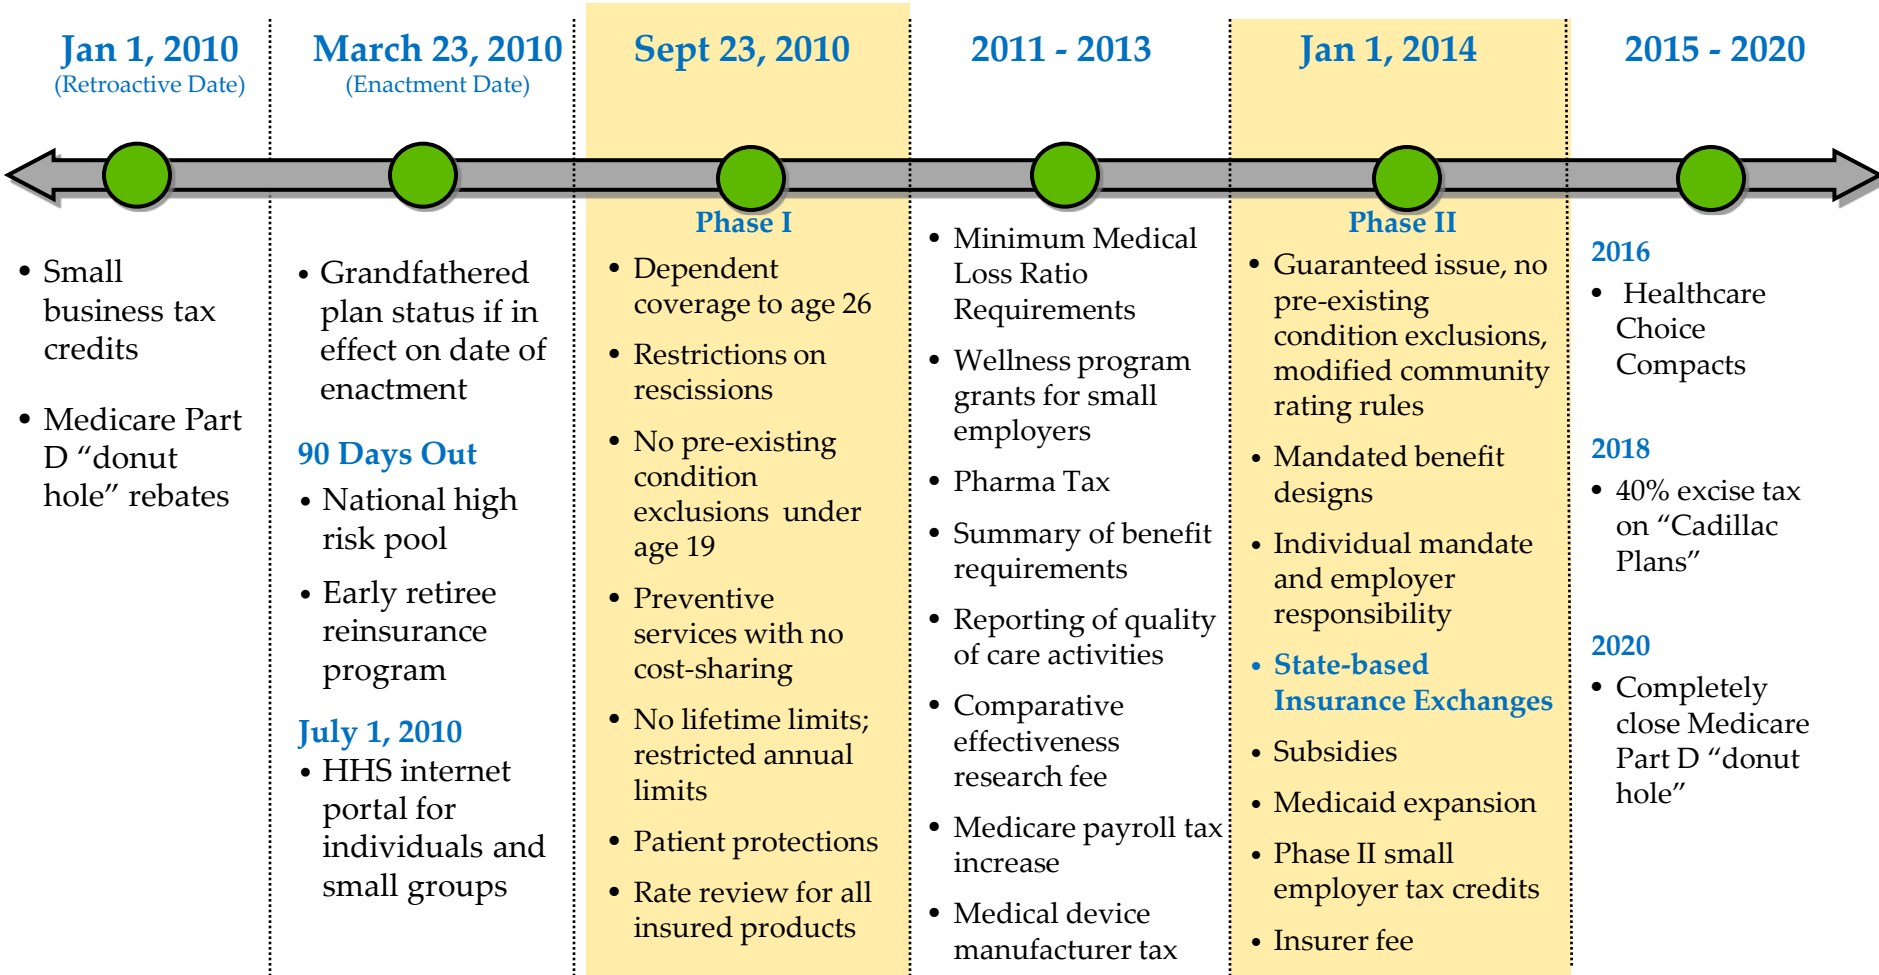 Jan 1, 2010
(Retroactive Date)
• Small
business tax
credits
• Medicare Part
D “donut
hole” rebates
March 23, 2010
(Enactment Date)
• Grandfathered
plan status if in
effect on date of
enactment
90 Days Out
• National high
risk pool
• Early retiree
reinsurance
program
July 1, 2010
• HHS internet
portal for
individuals and
small groups
Sept 23, 2010
Phase I
• Dependent
coverage to age 26
• Restrictions on
rescissions
• No pre-existing
condition
exclusions under
age 19
• Preventive
services with no
cost-sharing
• No lifetime limits;
restricted annual
limits
• Patient protections
• Rate review for all
insured products
2011 - 2013
• Minimum Medical
Loss Ratio
Requirements
• Wellness program
grants for small
employers
• Pharma Tax
• Summary of benefit
requirements
• Reporting of quality
of care activities
• Comparative
effectiveness
research fee
• Medicare payroll tax
increase
• Medical device
manufacturer tax
Jan 1, 2014
Phase II
• Guaranteed issue, no
pre-existing
condition exclusions,
modified community
rating rules
• Mandated benefit
designs
• Individual mandate
and employer
responsibility
• State-based
Insurance Exchanges
• Subsidies
• Medicaid expansion
• Phase II small
employer tax credits
• Insurer fee
2015 - 2020
2016
• Healthcare
Choice
Compacts
2018
• 40% excise tax
on “Cadillac
Plans”
2020
• Completely
close Medicare
Part D “donut
hole”